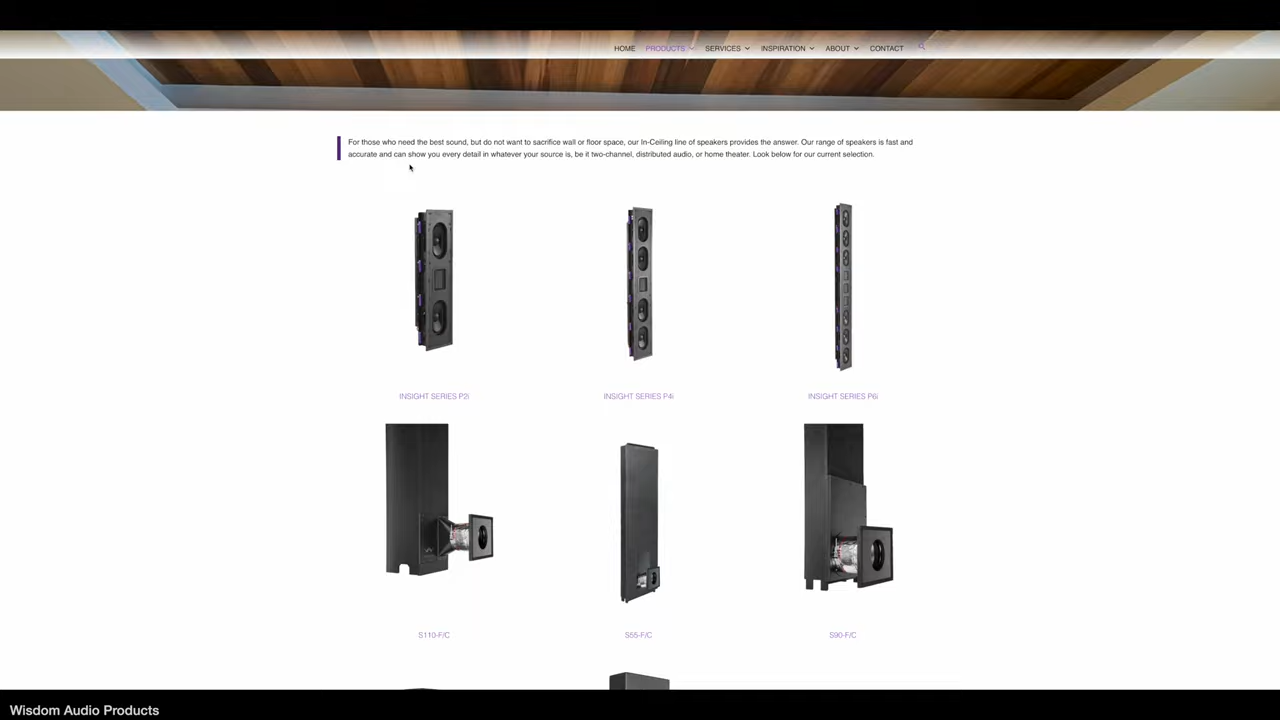 HOME PRODUCTS SERVICES INSPIRATION ABOUT CONTACT
For those who need the best sound, but do not want to sacrifice wall or floor space, our In-Ceiling line of speakers provides the answer. Our range of speakers is fast and
accurate and can show you every detail in whatever your source is, be it two-channel, distributed audio, or home theater. Look below for our current selection.
INSIGHT SERIES P2i INSIGHT SERIES P4i INSIGHT SERIES P6i
S110-F/C S55-F/C S90-F/C
Wisdom Audio Products